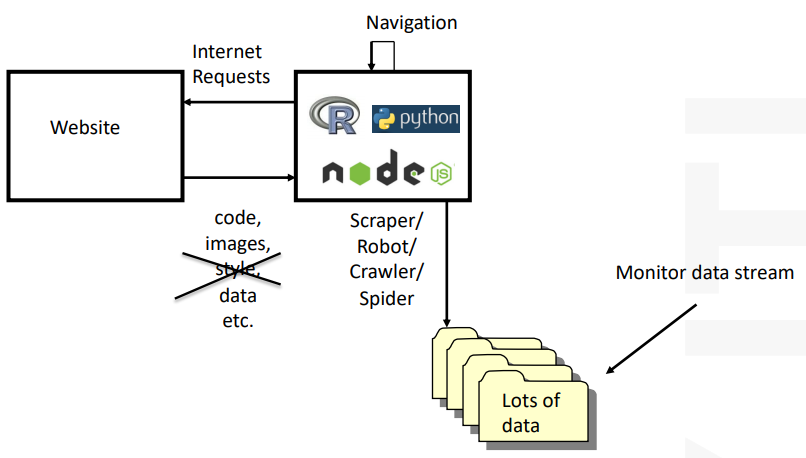 Navigation
Internet
Requests
Website
R
python
node
JS
code,
images,
style,
data
etc.
Scraper/
Robot/
Crawler/
Spider
Monitor data stream
Lots of
data